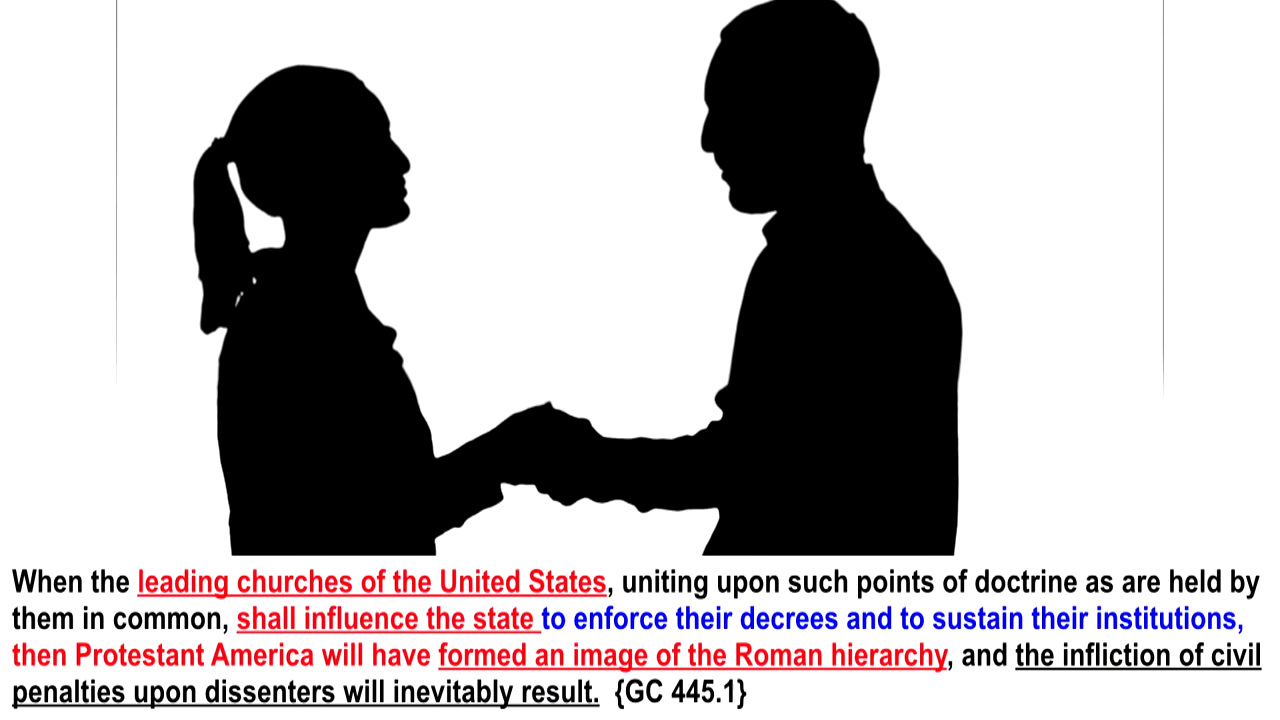 When the leading churches of the United States, uniting upon such points of doctrine as are held by
them in common, shall influence the state to enforce their decrees and to sustain their institutions,
then Protestant America will have formed an image of the Roman hierarchy, and the infliction of civil
penalties upon dissenters will inevitably result. {GC 445.1}